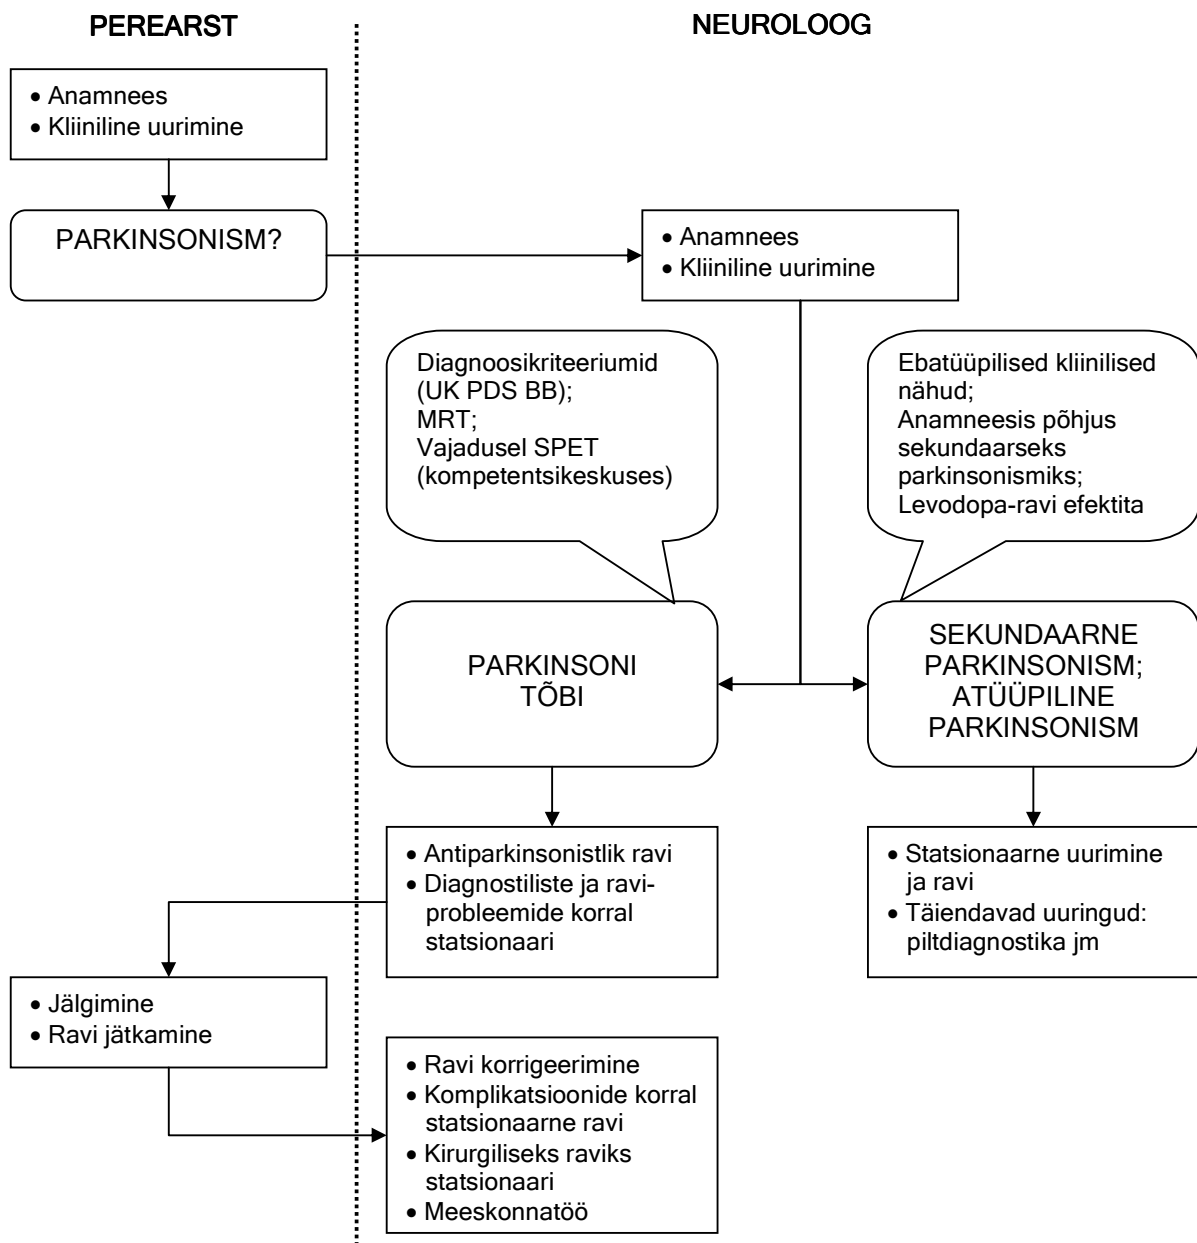 PEREARST
NEUROLOOG
• Anamnees
• Kliiniline uurimine
PARKINSONISM?
• Anamnees
• Kliiniline uurimine
Diagnoosikriteeriumid
(UK PDS BB);
MRT;
Vajadusel SPET
(kompetentsikeskuses)
Ebatüüpilised kliinilised
nähud;
Anamneesis põhjus
sekundaarseks
parkinsonismiks;
Levodopa-ravi efektita
PARKINSONI
TÕBI
SEKUNDAARNE
PARKINSONISM;
ATÜÜPILINE
PARKINSONISM
• Antiparkinsonistlik ravi
• Diagnostiliste ja ravi-
probleemide korral
statsionaari
• Statsionaarne uurimine
ja ravi
• Täiendavad uuringud:
piltdiagnostika jm
• Jälgimine
• Ravi jätkamine
• Ravi korrigeerimine
• Komplikatsioonide korral
statsionaarne ravi
• Kirurgiliseks raviks
statsionaari
• Meeskonnatöö